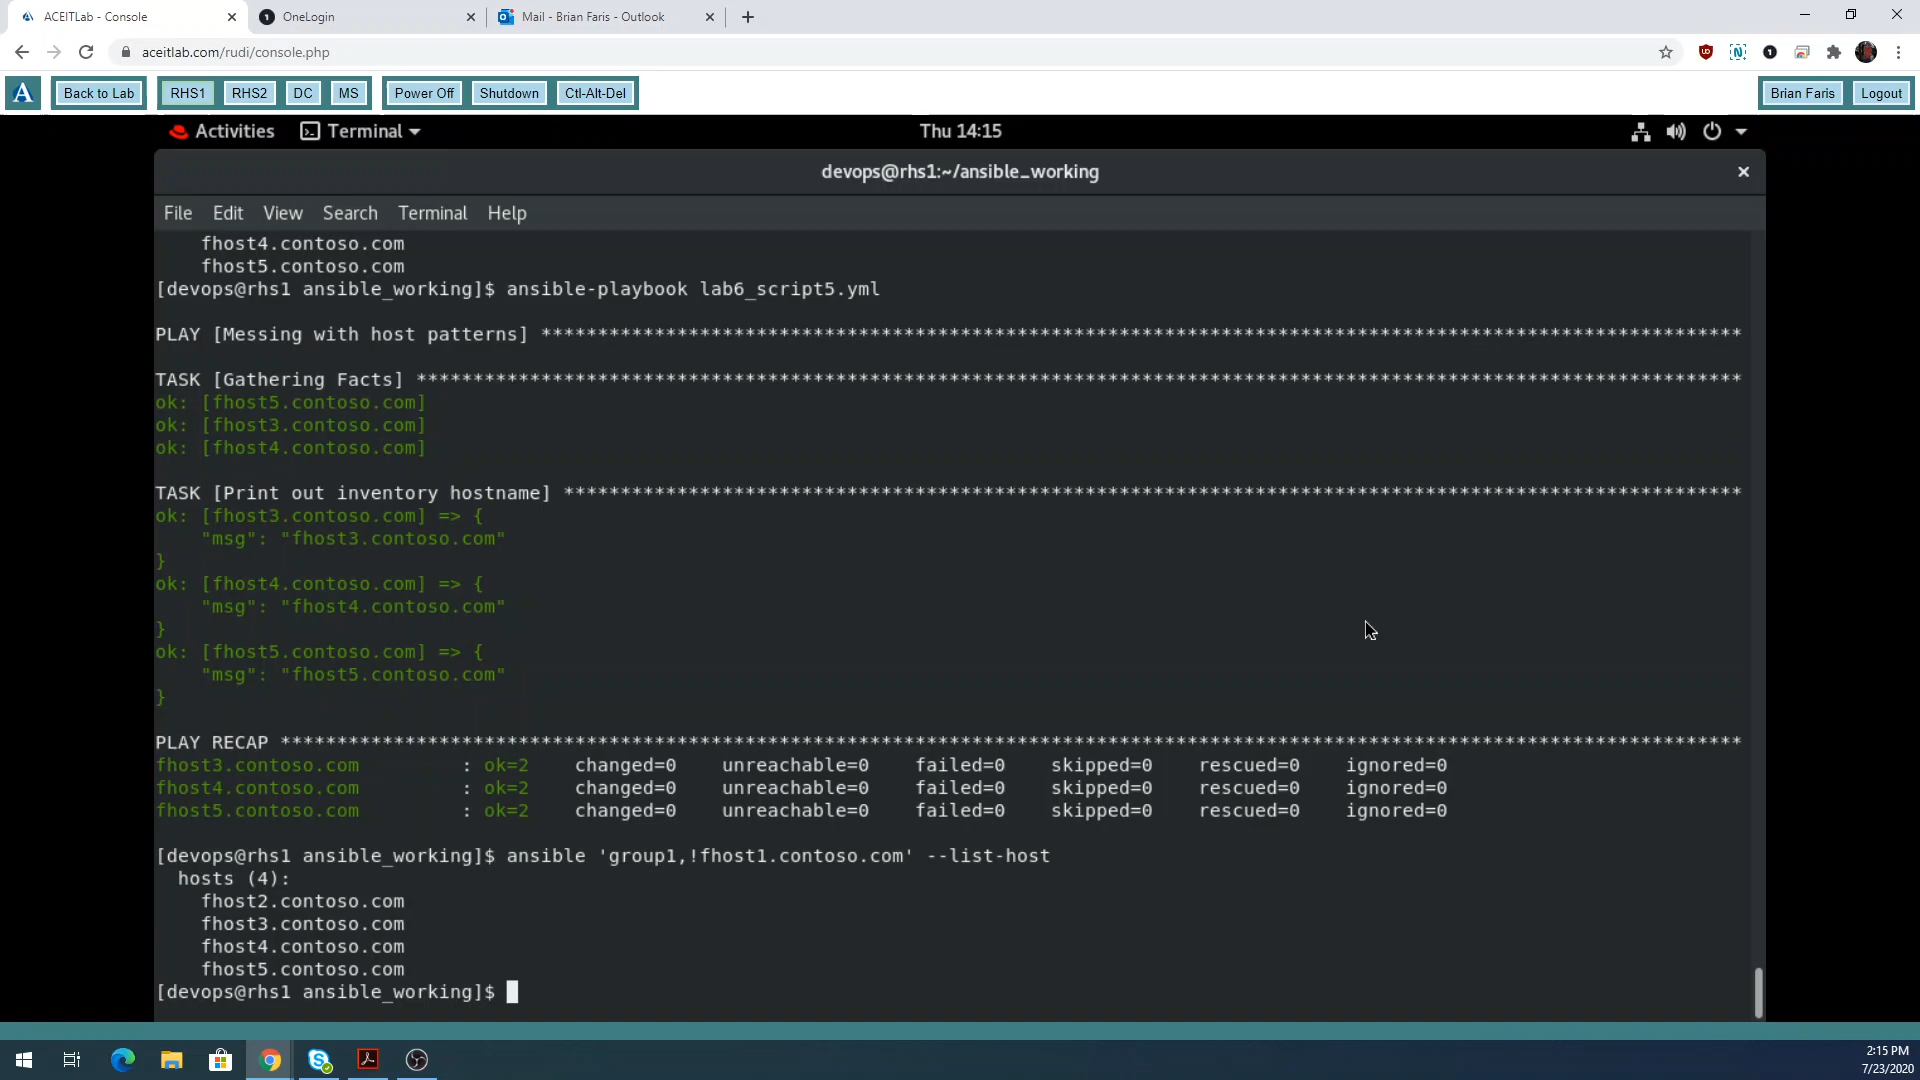 ACEITLab - Console
OneLogin
Mail - Brian Faris - Outlook
aceitlab.com/rudi/console.php
Back to Lab RHS1 RHS2 DC MS Power Off Shutdown Ctl-Alt-Del Brian Faris Logout
Activities Terminal Thu 14:15
devops@rhs1:~/ansible_working
File Edit View Search Terminal Help
fhost4.contoso.com
fhost5.contoso.com
[devops@rhs1 ansible_working]$ ansible-playbook lab6_script5.yml
PLAY [Messing with host patterns] *********************************************************************************************************
TASK [Gathering Facts] ********************************************************************************************************************
ok: [fhost5.contoso.com]
ok: [fhost3.contoso.com]
ok: [fhost4.contoso.com]
TASK [Print out inventory hostname] *******************************************************************************************************
ok: [fhost3.contoso.com] => {
"msg": "fhost3.contoso.com"
}
ok: [fhost4.contoso.com] => {
"msg": "fhost4.contoso.com"
}
ok: [fhost5.contoso.com] => {
"msg": "fhost5.contoso.com"
}
PLAY RECAP ********************************************************************************************************************************
fhost3.contoso.com : ok=2 changed=0 unreachable=0 failed=0 skipped=0 rescued=0 ignored=0
fhost4.contoso.com : ok=2 changed=0 unreachable=0 failed=0 skipped=0 rescued=0 ignored=0
fhost5.contoso.com : ok=2 changed=0 unreachable=0 failed=0 skipped=0 rescued=0 ignored=0
[devops@rhs1 ansible_working]$ ansible 'group1,!fhost1.contoso.com' --list-host
hosts (4):
fhost2.contoso.com
fhost3.contoso.com
fhost4.contoso.com
fhost5.contoso.com
[devops@rhs1 ansible_working]$
2:15 PM
7/23/2020